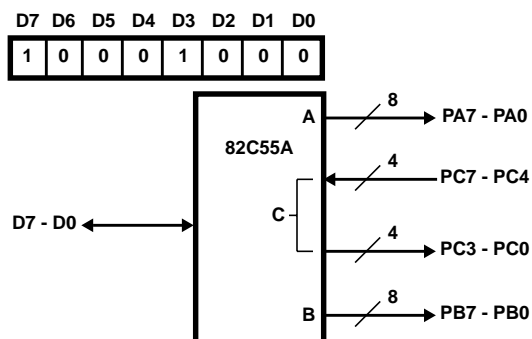 D7 D6 D5 D4 D3 D2 D1 D0
1 0 0 0 1 0 0 0
A 8 PA7 - PA0
82C55A
4 PC7 - PC4
C
D7 - D0
4 PC3 - PC0
B 8 PB7 - PB0